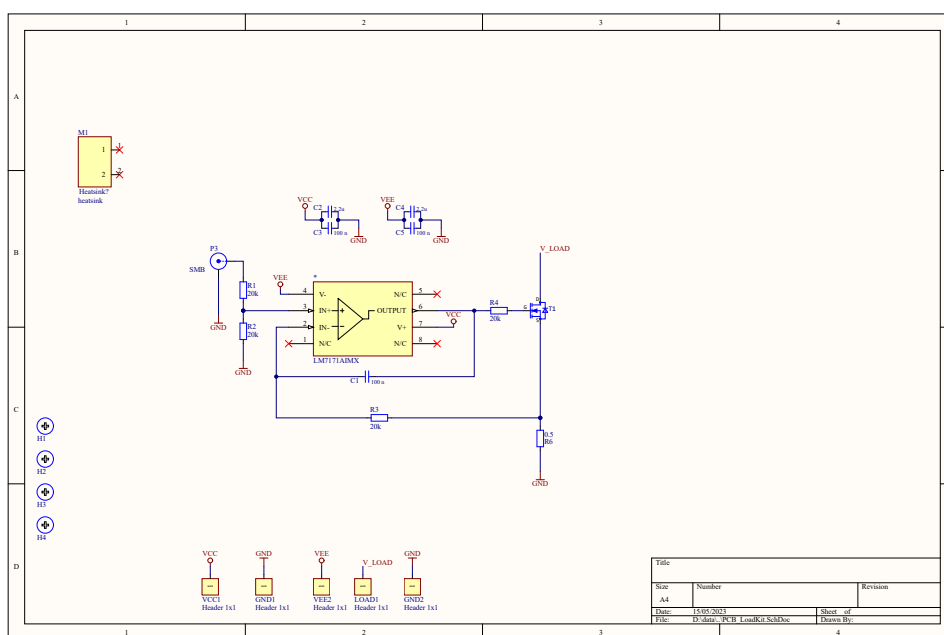 1 2 3 4
A
M1
1 1
2 2
Heatsink?
heatsink
VCC C2 2.2u VEE C4 2.2u
C3 100 n GND C5 100 n GND
B
P3
SMB
V_LOAD
VEE *
R1
20k
4 V- N/C 5
3 IN+ OUTPUT 6
2 IN- V+ 7
1 N/C N/C 8
LM7171AIMX
VCC
R4
20k
D
G
S
T1
GND
R2
20k
GND
C1 100 n
C
R3
20k
0.5
R6
GND
H1
H2
H3
H4
D
VCC GND VEE V_LOAD GND
VCC1 GND1 VEE2 LOAD1 GND2
Header 1x1 Header 1x1 Header 1x1 Header 1x1 Header 1x1
Title
Size Number Revision
A4
Date: 15/05/2023 Sheet of
File: D:\data\..\PCB_LoadKit.SchDoc Drawn By:
1 2 3 4